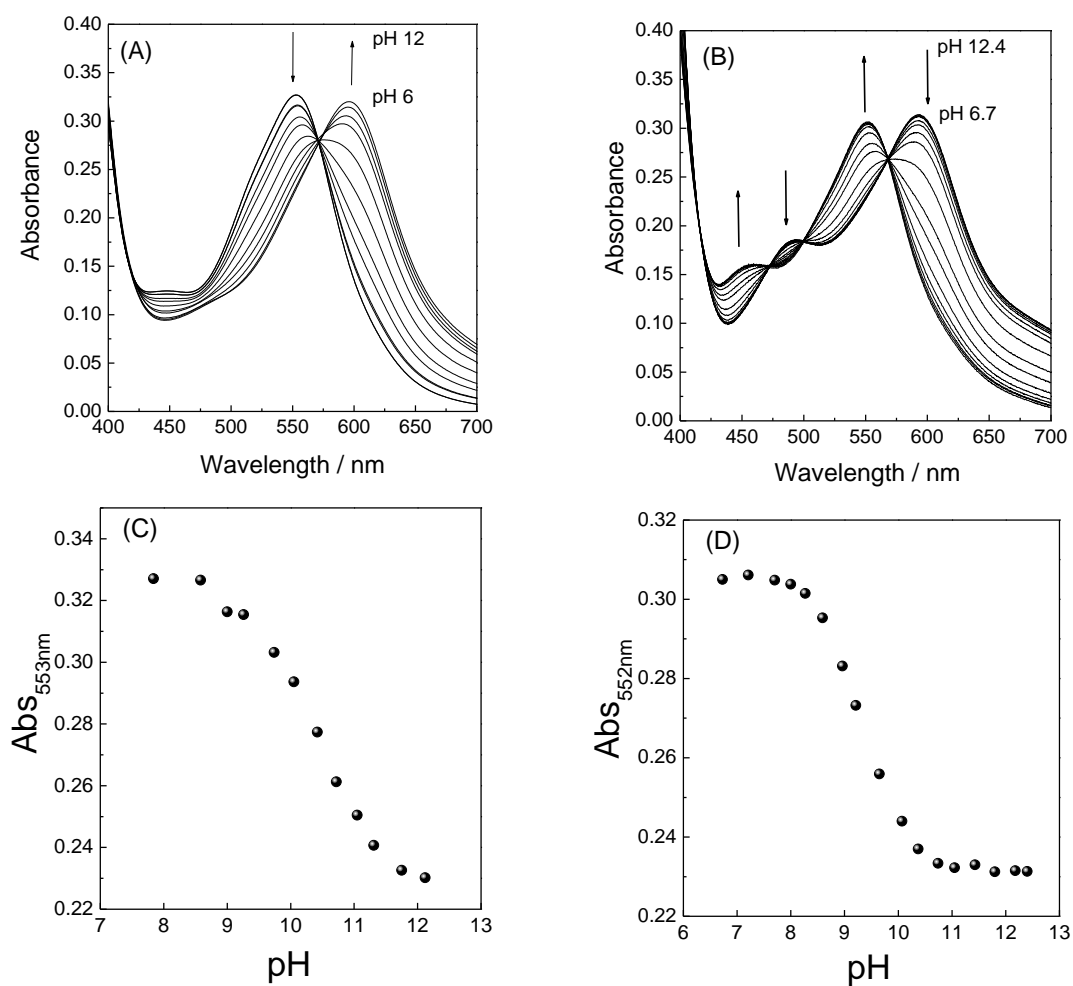 (A)
pH 12
pH 6
0.40
0.35
0.30
0.25
0.20
0.15
0.10
0.05
0.00
400 450 500 550 600 650 700
Absorbance
Wavelength / nm
(B)
pH 12.4
pH 6.7
0.40
0.35
0.30
0.25
0.20
0.15
0.10
0.05
0.00
400 450 500 550 600 650 700
Absorbance
Wavelength / nm
(C)
0.34
0.32
0.30
0.28
0.26
0.24
0.22
7 8 9 10 11 12 13
Abs553nm
pH
(D)
0.32
0.30
0.28
0.26
0.24
0.22
6 7 8 9 10 11 12 13
Abs552nm
pH